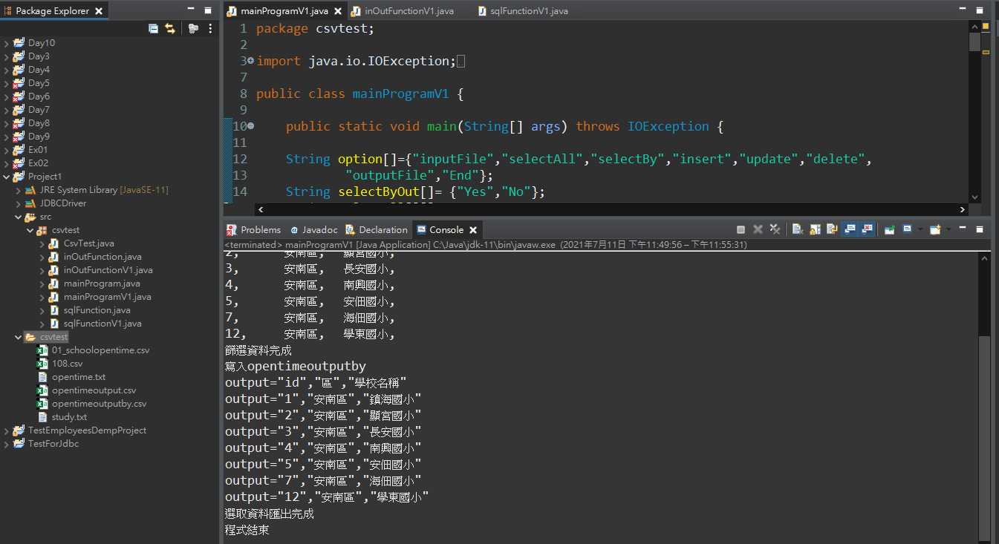 Package Explorer
Day10
Day3
Day4
Day5
Day6
Day7
Day8
Day9
Ex01
Ex02
Project1
JRE System Library [JavaSE-11]
JDBCDriver
src
csvtest
CsvTest.java
inOutFunction.java
inOutFunctionV1.java
mainProgram.java
mainProgramV1.java
sqlFunction.java
sqlFunctionV1.java
csvtest
01_schoolopentime.csv
108.csv
opentime.txt
opentimeoutput.csv
opentimeoutputby.csv
study.txt
TestEmployeesDempProject
TestForJdbc
mainProgramV1.java inOutFunctionV1.java sqlFunctionV1.java
1 package csvtest;
2
3 import java.io.IOException;
7
8 public class mainProgramV1 {
9
10 public static void main(String[] args) throws IOException {
11
12 String option[]={"inputFile","selectAll","selectBy","insert","update","delete",
13 "outputFile","End"};
14 String selectByOut[]= {"Yes","No"};
Problems Javadoc Declaration Console
<terminated> mainProgramV1 [Java Application] C:\Java\jdk-11\bin\javaw.exe (2021年7月11日 下午11:49:56 – 下午11:55:31)
2, 安南區, 顯宮國小,
3, 安南區, 長安國小,
4, 安南區, 南興國小,
5, 安南區, 安佃國小,
7, 安南區, 海佃國小,
12, 安南區, 學東國小,
篩選資料完成
寫入opentimeoutputby
output="id","區","學校名稱"
output="1","安南區","鎮海國小"
output="2","安南區","顯宮國小"
output="3","安南區","長安國小"
output="4","安南區","南興國小"
output="5","安南區","安佃國小"
output="7","安南區","海佃國小"
output="12","安南區","學東國小"
選取資料匯出完成
程式結束